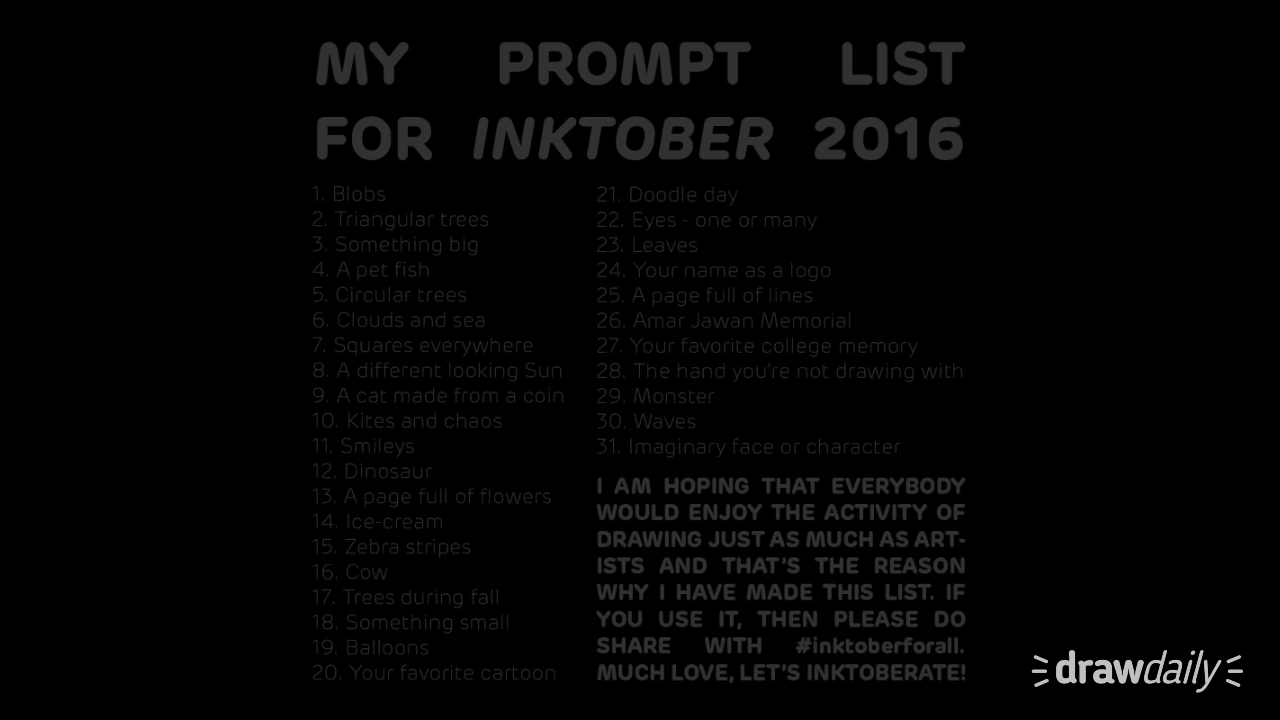 MY PROMPT LIST
FOR INKTOBER 2016
1. Blobs
2. Triangular trees
3. Something big
4. A pet fish
5. Circular trees
6. Clouds and sea
7. Squares everywhere
8. A different looking Sun
9. A cat made from a coin
10. Kites and chaos
11. Smileys
12. Dinosaur
13. A page full of flowers
14. Ice-cream
15. Zebra stripes
16. Cow
17. Trees during fall
18. Something small
19. Balloons
20. Your favorite cartoon
21. Doodle day
22. Eyes - one or many
23. Leaves
24. Your name as a logo
25. A page full of lines
26. Amar Jawan Memorial
27. Your favorite college memory
28. The hand you're not drawing with
29. Monster
30. Waves
31. Imaginary face or character
I AM HOPING THAT EVERYBODY
WOULD ENJOY THE ACTIVITY OF
DRAWING JUST AS MUCH AS ART-
ISTS AND THAT'S THE REASON
WHY I HAVE MADE THIS LIST. IF
YOU USE IT, THEN PLEASE DO
SHARE WITH #inktoberforall.
MUCH LOVE, LET'S INKTOBERATE!
drawdaily